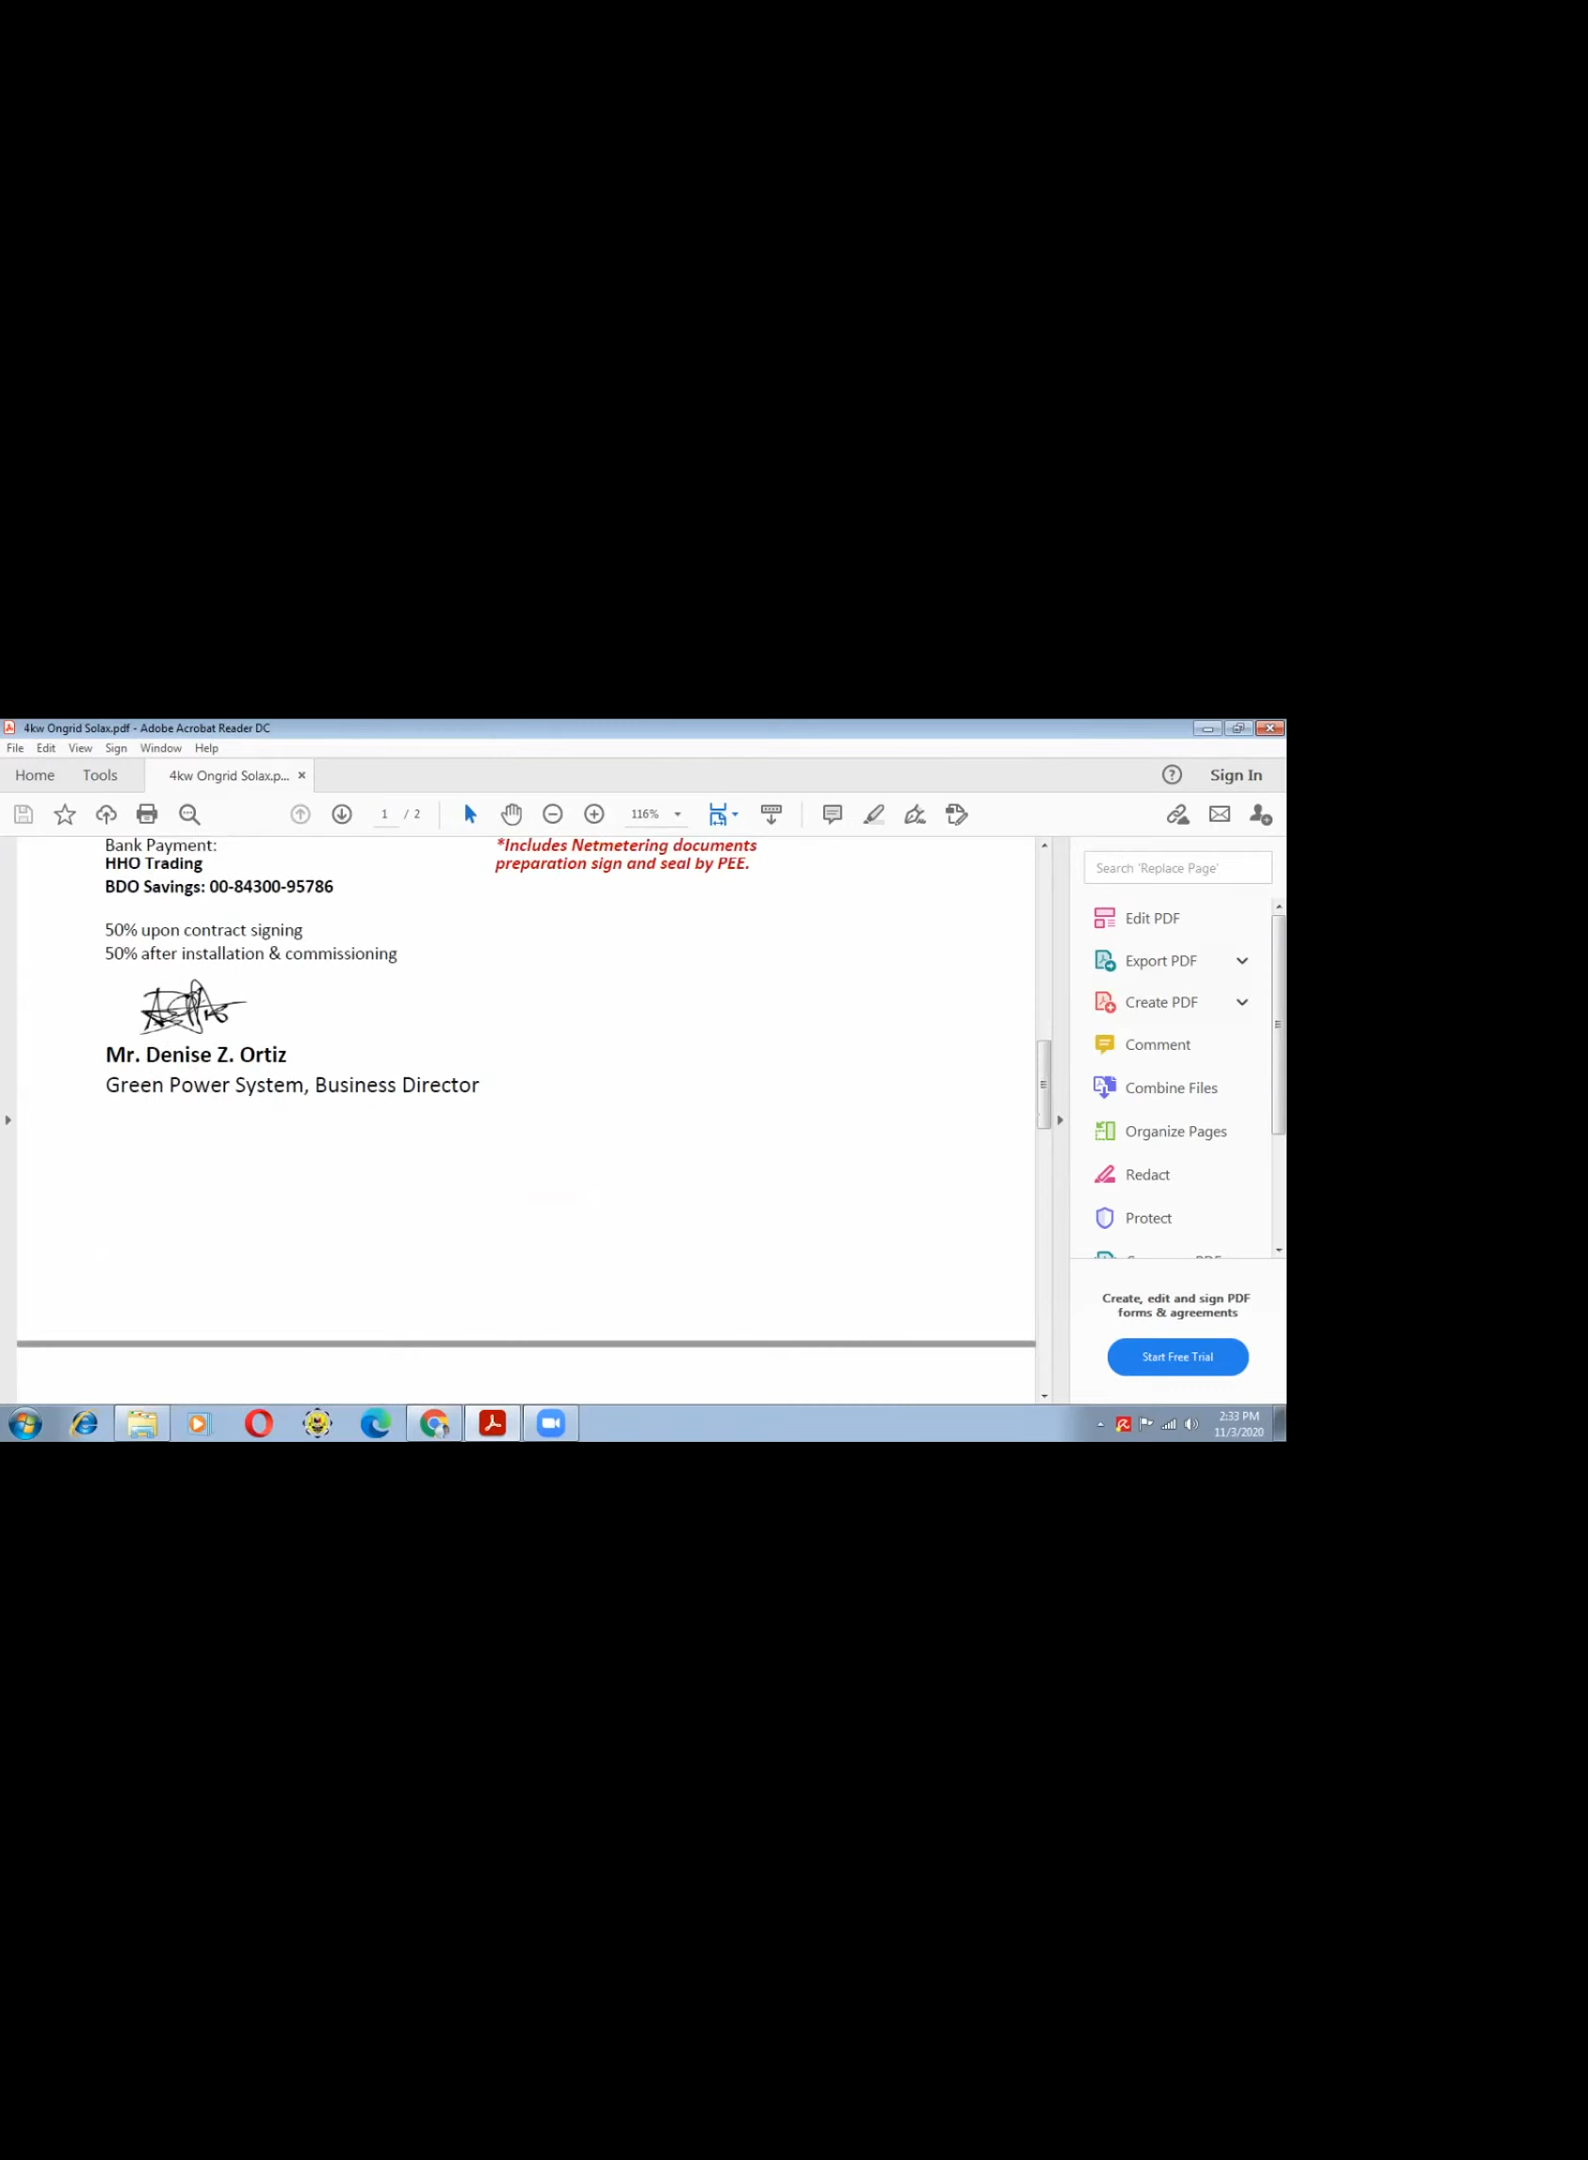 4kw Ongrid Solax.pdf - Adobe Acrobat Reader DC
File Edit View Sign Window Help
Home Tools 4kw Ongrid Solax.p... × Sign In
1 / 2 116%
Bank Payment:
HHO Trading
BDO Savings: 00-84300-95786
*Includes Netmetering documents
preparation sign and seal by PEE.
50% upon contract signing
50% after installation & commissioning
Mr. Denise Z. Ortiz
Green Power System, Business Director
Search 'Replace Page'
Edit PDF
Export PDF
Create PDF
Comment
Combine Files
Organize Pages
Redact
Protect
Create, edit and sign PDF
forms & agreements
Start Free Trial
2:33 PM
11/3/2020